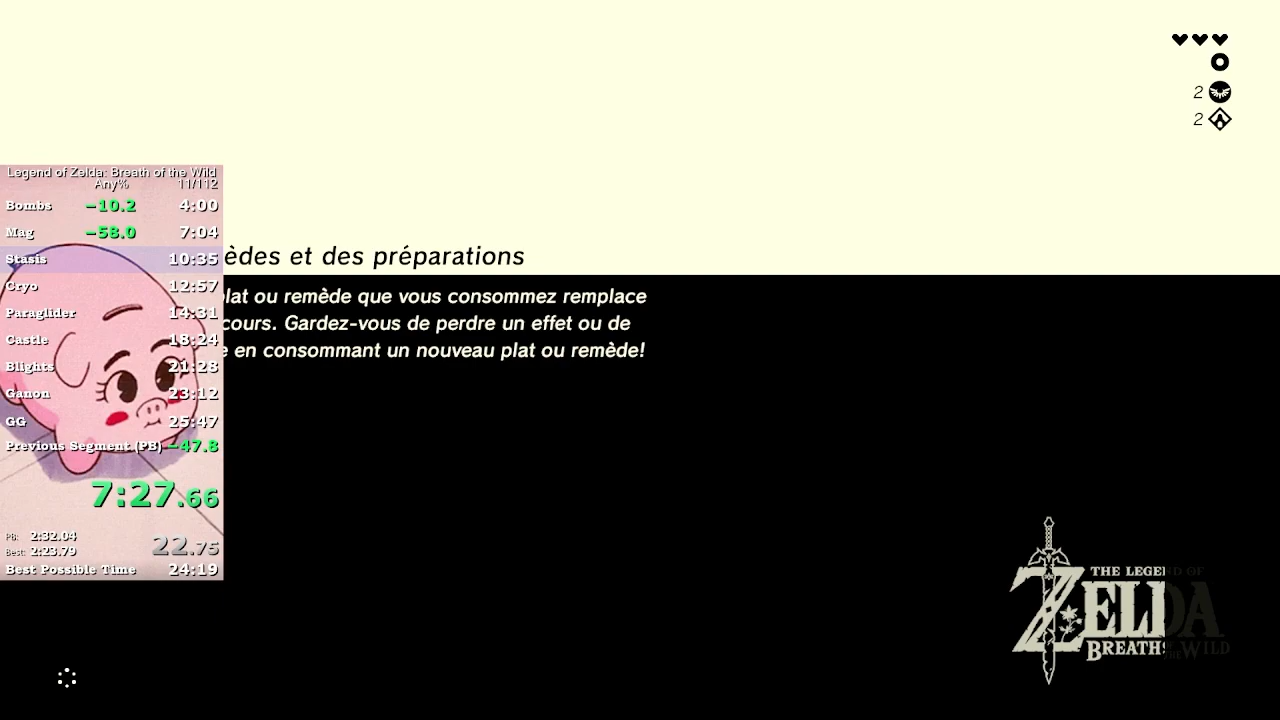 2
2
Legend of Zelda: Breath of the Wild
Any% 11/112
Bombs -10.2 4:00
Mag -58.0 7:04
Stasis 10:35
Cryo 12:57
Paraglider 14:31
Castle 18:24
Blights 21:28
Ganon 23:12
GG 25:47
Previous Segment (PB) -47.8
7:27.66
PB: 2:32.04
Best: 2:23.79
22.75
Best Possible Time 24:19
èdes et des préparations
plat ou remède que vous consommez remplace
cours. Gardez-vous de perdre un effet ou de
e en consommant un nouveau plat ou remède!
THE LEGEND OF
ZELDA
BREATH OF THE WILD